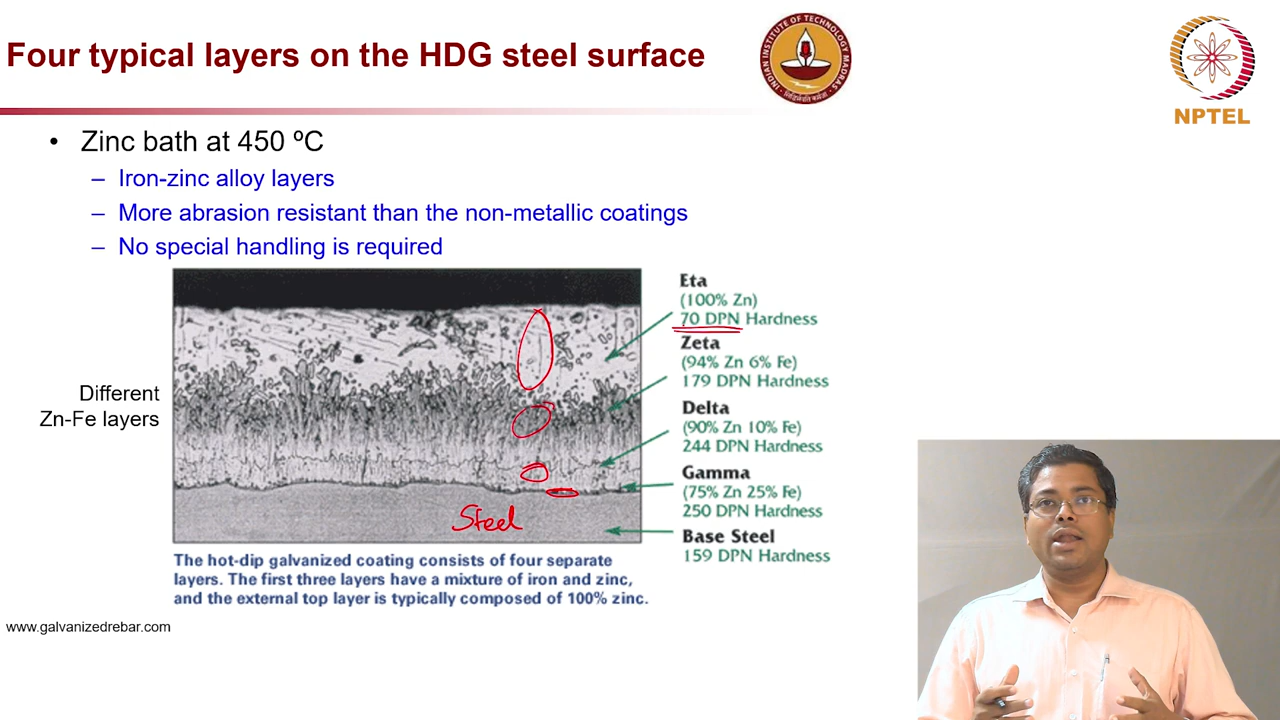 Four typical layers on the HDG steel surface
INDIAN INSTITUTE OF TECHNOLOGY MADRAS
NPTEL
• Zinc bath at 450 ºC
– Iron-zinc alloy layers
– More abrasion resistant than the non-metallic coatings
– No special handling is required
Different
Zn-Fe layers
Eta
(100% Zn)
70 DPN Hardness
Zeta
(94% Zn 6% Fe)
179 DPN Hardness
Delta
(90% Zn 10% Fe)
244 DPN Hardness
Gamma
(75% Zn 25% Fe)
250 DPN Hardness
Steel
Base Steel
159 DPN Hardness
The hot-dip galvanized coating consists of four separate
layers. The first three layers have a mixture of iron and zinc,
and the external top layer is typically composed of 100% zinc.
www.galvanizedrebar.com